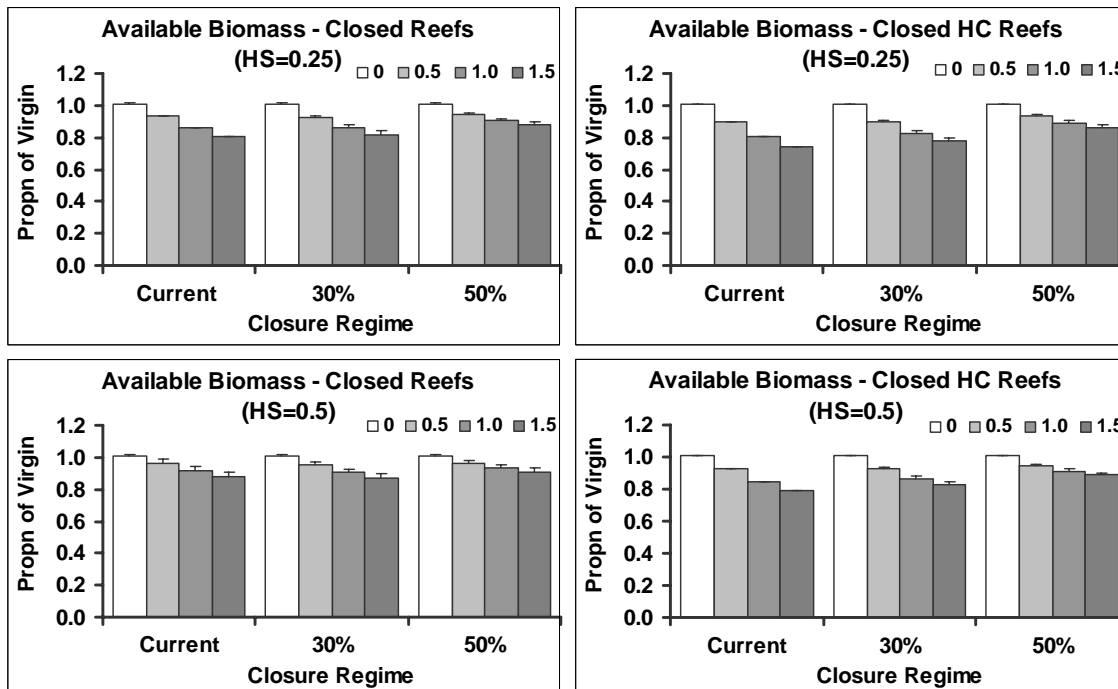 Available Biomass - Closed Reefs
(HS=0.25)
0 0.5 1.0 1.5
Propn of Virgin
1.2
1.0
0.8
0.6
0.4
0.2
0.0
Current 30% 50%
Closure Regime
Available Biomass - Closed HC Reefs
(HS=0.25)
0 0.5 1.0 1.5
Propn of Virgin
1.2
1.0
0.8
0.6
0.4
0.2
0.0
Current 30% 50%
Closure Regime
Available Biomass - Closed Reefs
(HS=0.5)
0 0.5 1.0 1.5
Propn of Virgin
1.2
1.0
0.8
0.6
0.4
0.2
0.0
Current 30% 50%
Closure Regime
Available Biomass - Closed HC Reefs
(HS=0.5)
0 0.5 1.0 1.5
Propn of Virgin
1.2
1.0
0.8
0.6
0.4
0.2
0.0
Current 30% 50%
Closure Regime